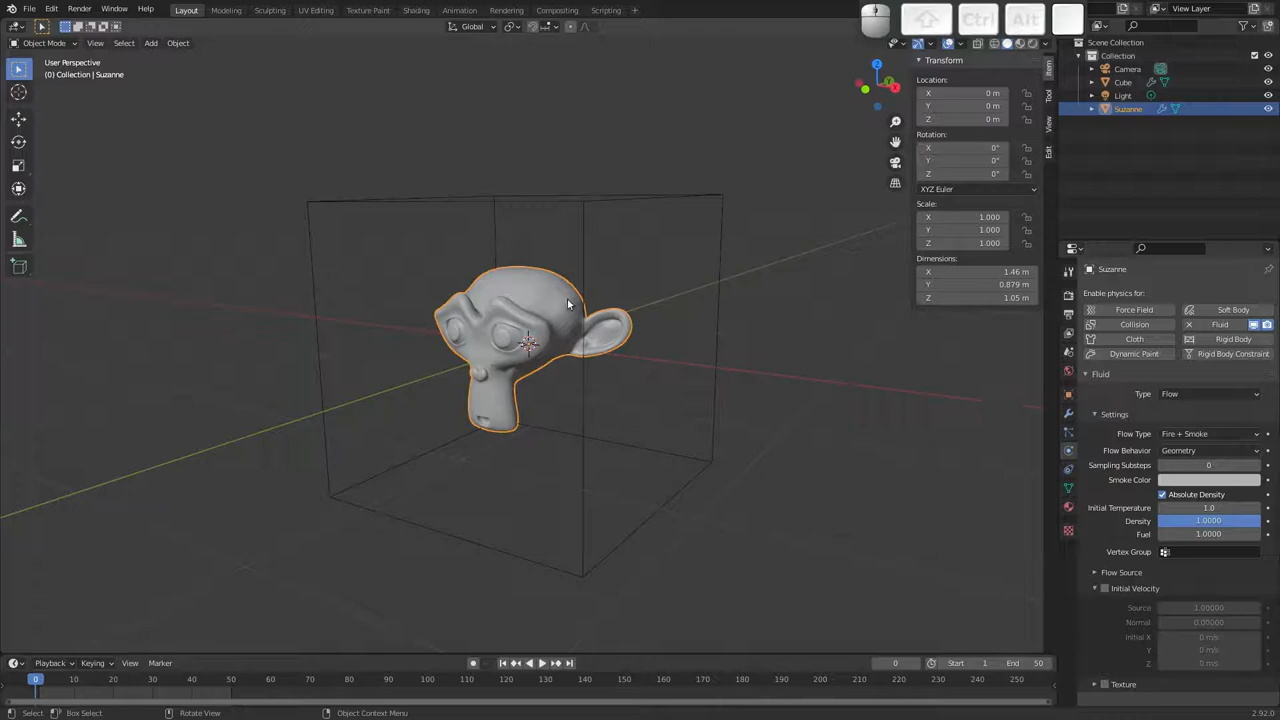 File Edit Render Window Help Layout Modeling Sculpting UV Editing Texture Paint Shading Animation Rendering Compositing Scripting +
Ctrl Alt
View Layer
Global
Object Mode View Select Add Object
User Perspective
(0) Collection | Suzanne
Z
Y
X
Transform
Location:
X 0 m
Y 0 m
Z 0 m
Rotation:
X 0°
Y 0°
Z 0°
XYZ Euler
Scale:
X 1.000
Y 1.000
Z 1.000
Dimensions:
X 1.46 m
Y 0.879 m
Z 1.05 m
Item
Tool
View
Edit
Scene Collection
Collection
Camera
Cube
Light
Suzanne
Suzanne
Enable physics for:
Force Field Soft Body
Collision Fluid
Cloth Rigid Body
Dynamic Paint Rigid Body Constraint
Fluid
Type Flow
Settings
Flow Type Fire + Smoke
Flow Behavior Geometry
Sampling Substeps 0
Smoke Color
Absolute Density
Initial Temperature 1.0
Density 1.0000
Fuel 1.0000
Vertex Group
Flow Source
Initial Velocity
Source 1.00000
Normal 0.00000
Initial X 0 m/s
Y 0 m/s
Z 0 m/s
Texture
Playback Keying View Marker
0 Start 1 End 50
0 10 20 30 40 50 60 70 80 90 100 110 120 130 140 150 160 170 180 190 200 210 220 230 240 250
Select Box Select Rotate View Object Context Menu 2.92.0